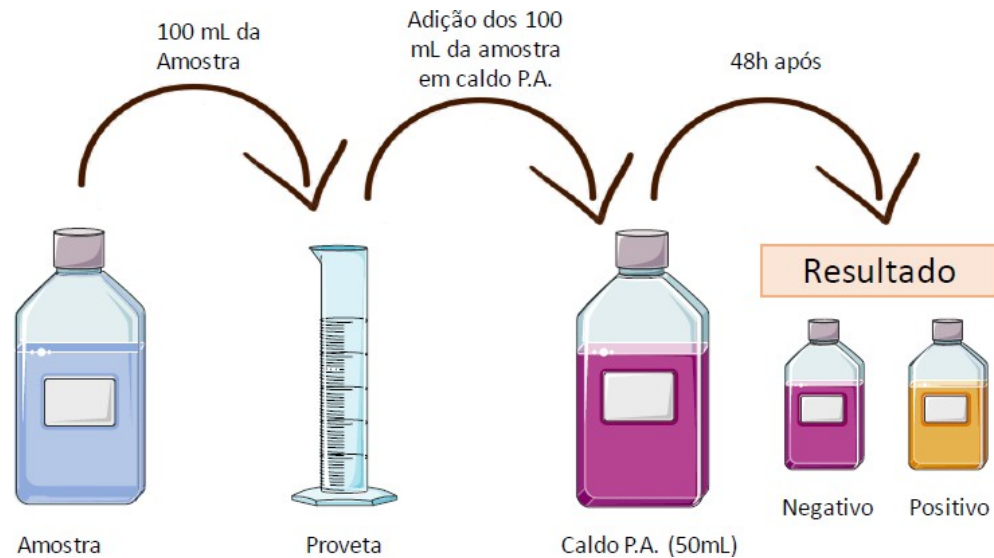 100 mL da
Amostra
Adição dos 100
mL da amostra
em caldo P.A.
48h após
Resultado
Negativo
Positivo
Amostra
Proveta
Caldo P.A. (50mL)